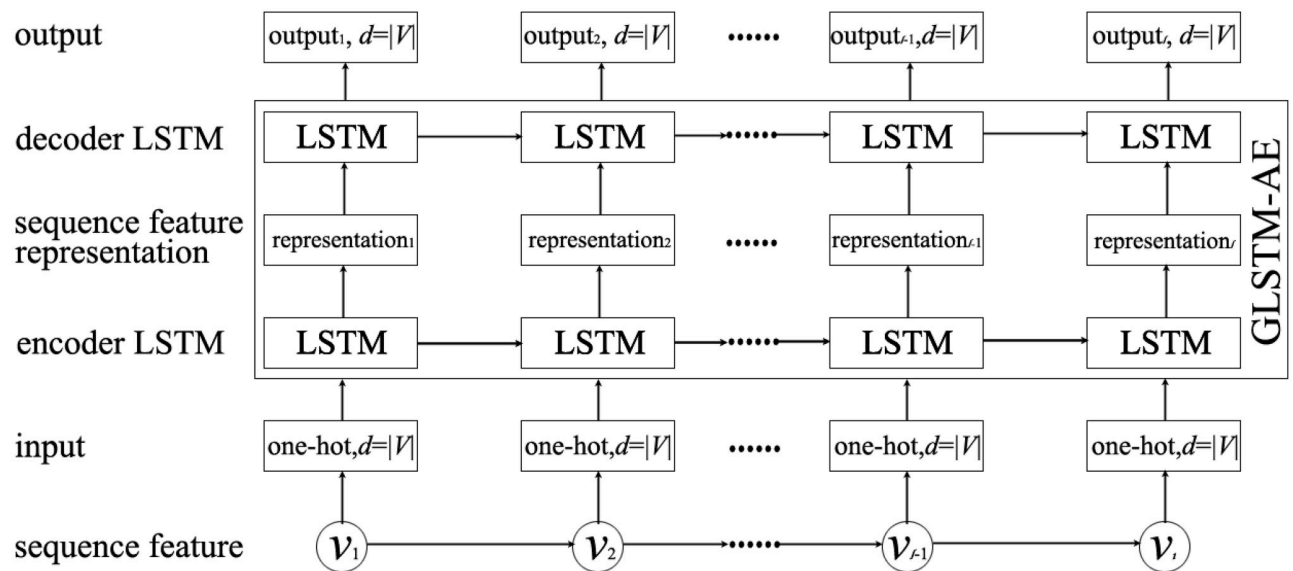 output
output₁, d=|V|
output₂, d=|V|
......
outputₜ₋₁,d=|V|
outputₜ, d=|V|
decoder LSTM
LSTM
LSTM
......
LSTM
LSTM
sequence feature
representation
representation₁
representation₂
......
representationₜ₋₁
representationₜ
encoder LSTM
LSTM
LSTM
......
LSTM
LSTM
GLSTM-AE
input
one-hot,d=|V|
one-hot,d=|V|
......
one-hot,d=|V|
one-hot,d=|V|
sequence feature
v₁
v₂
......
vₜ₋₁
vₜ